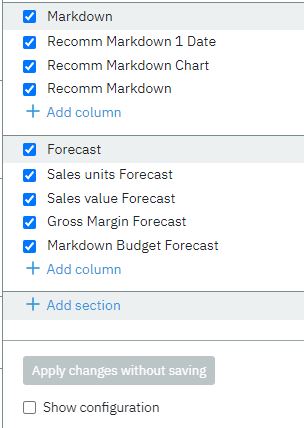 Markdown
Recomm Markdown 1 Date
Recomm Markdown Chart
Recomm Markdown
+ Add column
Forecast
Sales units Forecast
Sales value Forecast
Gross Margin Forecast
Markdown Budget Forecast
+ Add column
+ Add section
Apply changes without saving
Show configuration